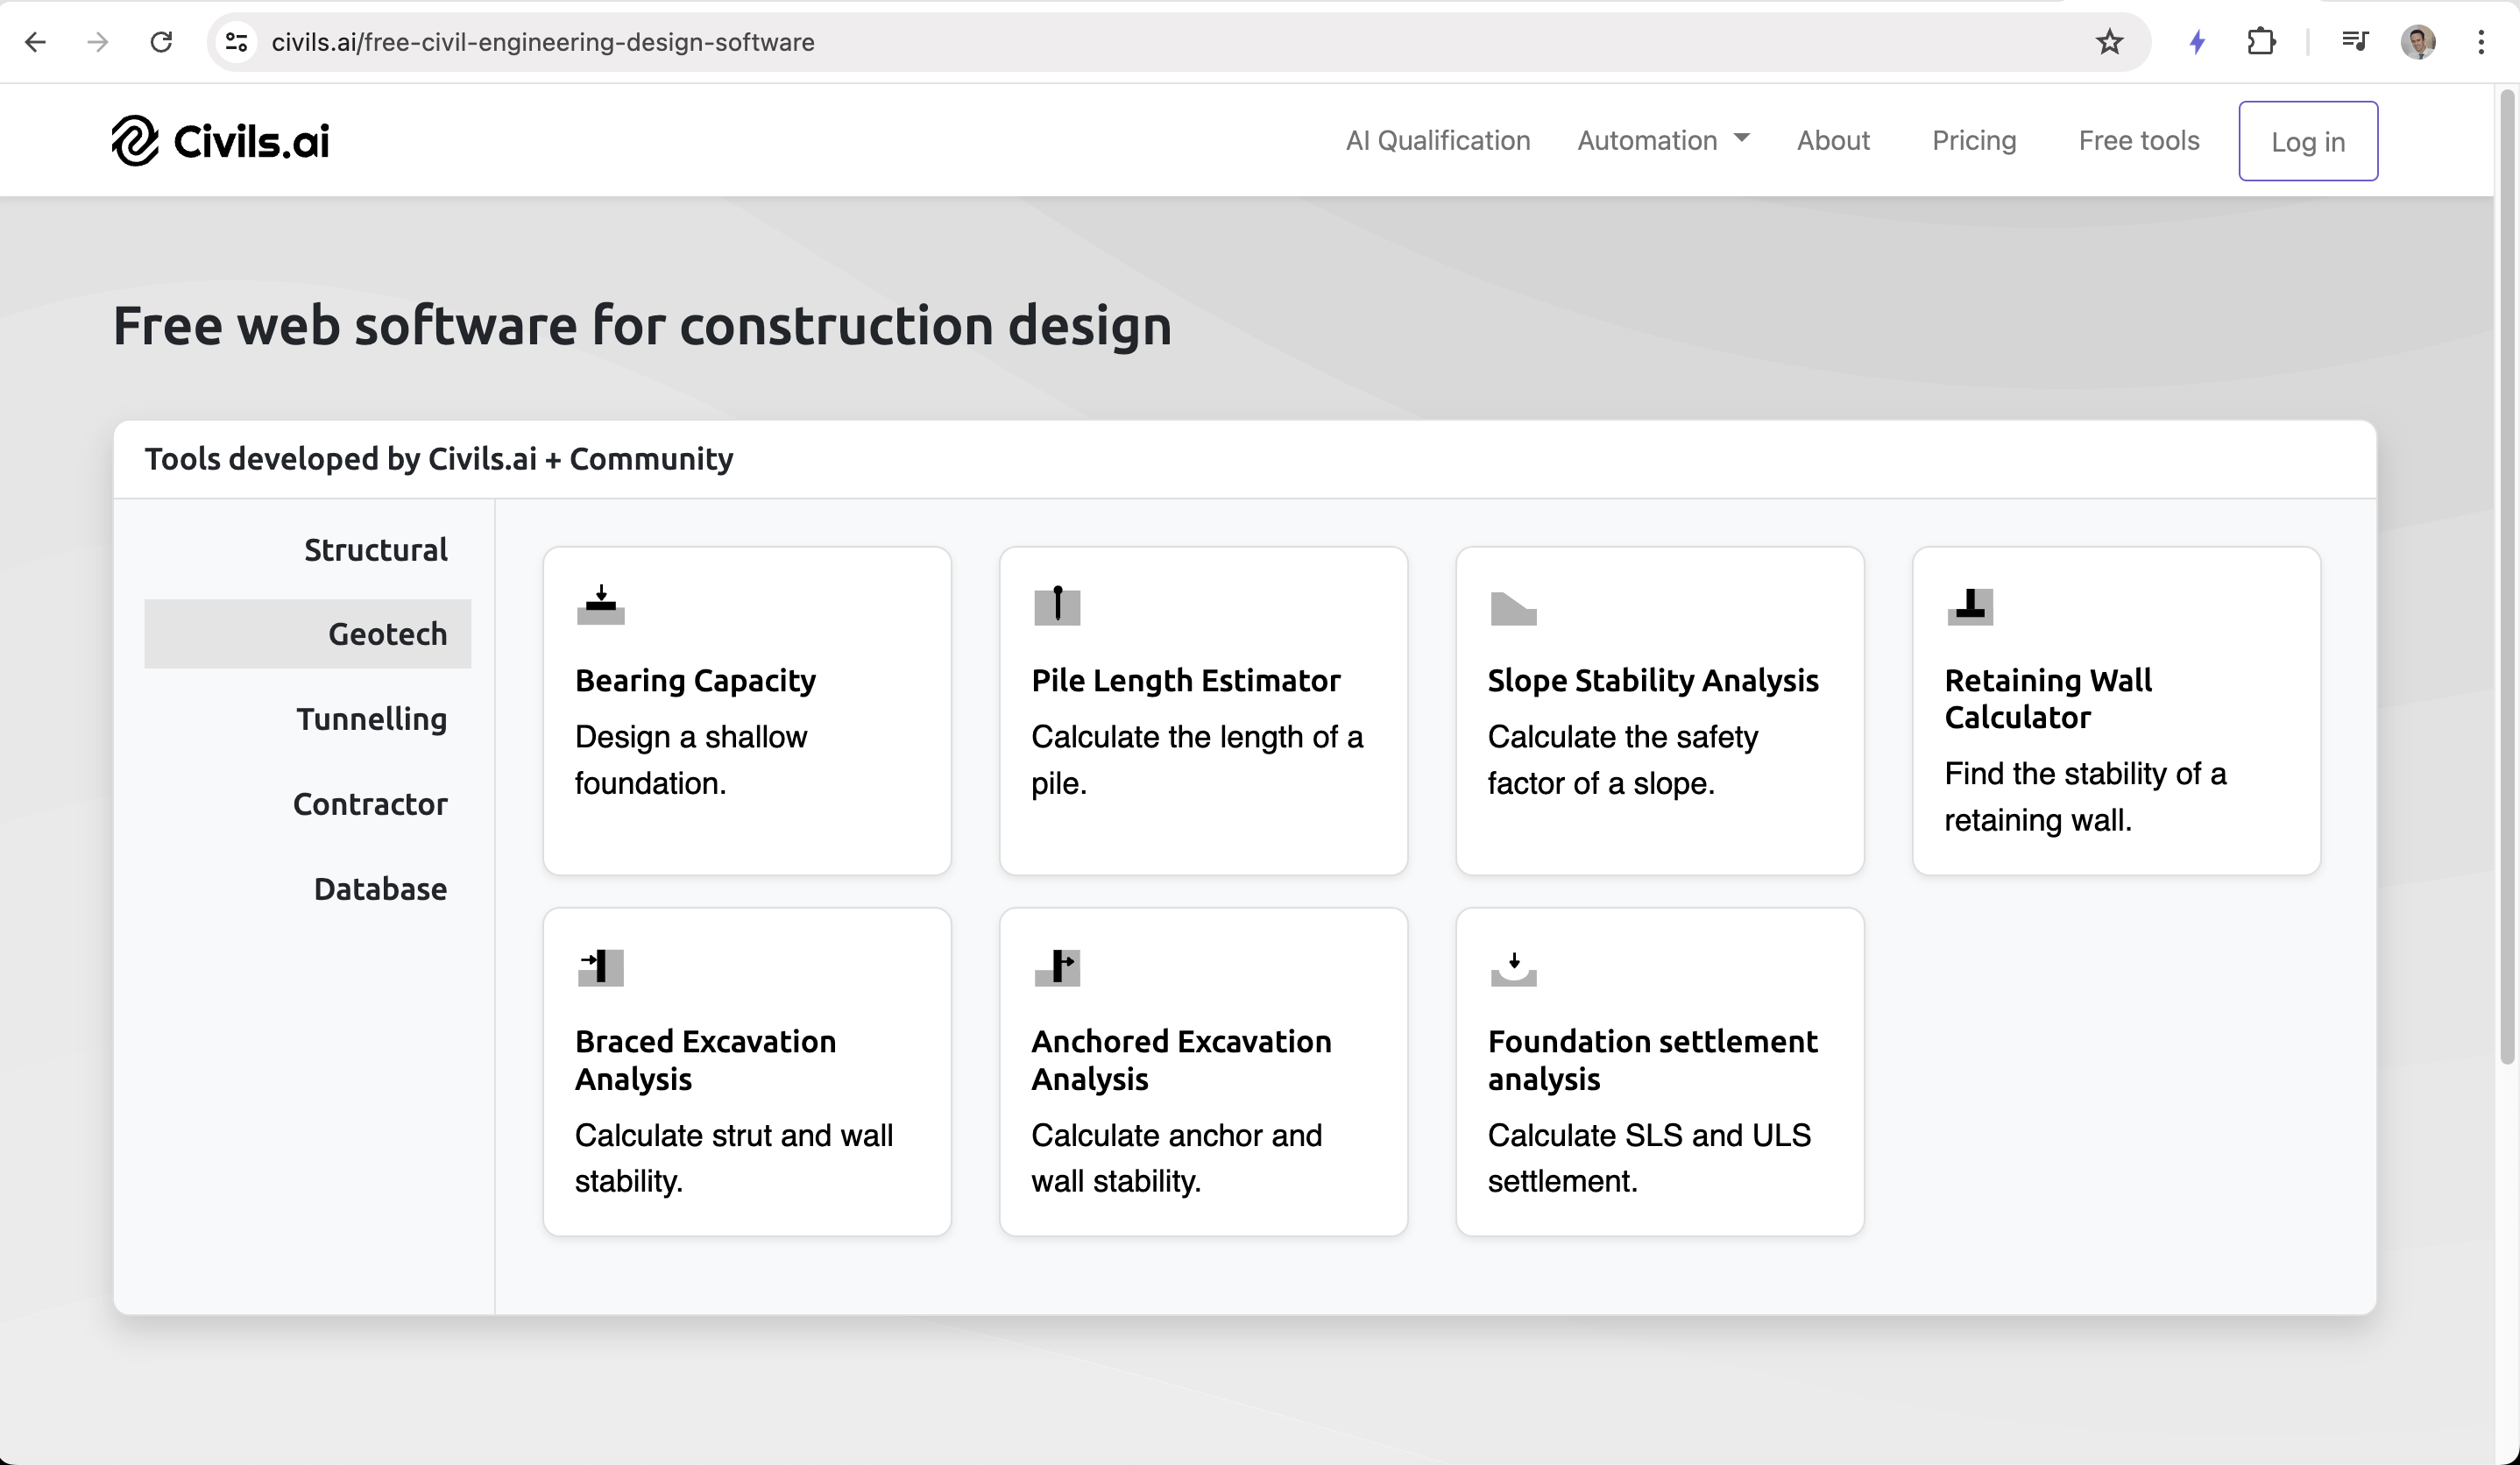 civils.ai/free-civil-engineering-design-software
Civils.ai
AI Qualification
Automation
About
Pricing
Free tools
Log in
Free web software for construction design
Tools developed by Civils.ai + Community
Structural
Geotech
Tunnelling
Contractor
Database
Bearing Capacity
Design a shallow
foundation.
Pile Length Estimator
Calculate the length of a
pile.
Slope Stability Analysis
Calculate the safety
factor of a slope.
Retaining Wall
Calculator
Find the stability of a
retaining wall.
Braced Excavation
Analysis
Calculate strut and wall
stability.
Anchored Excavation
Analysis
Calculate anchor and
wall stability.
Foundation settlement
analysis
Calculate SLS and ULS
settlement.